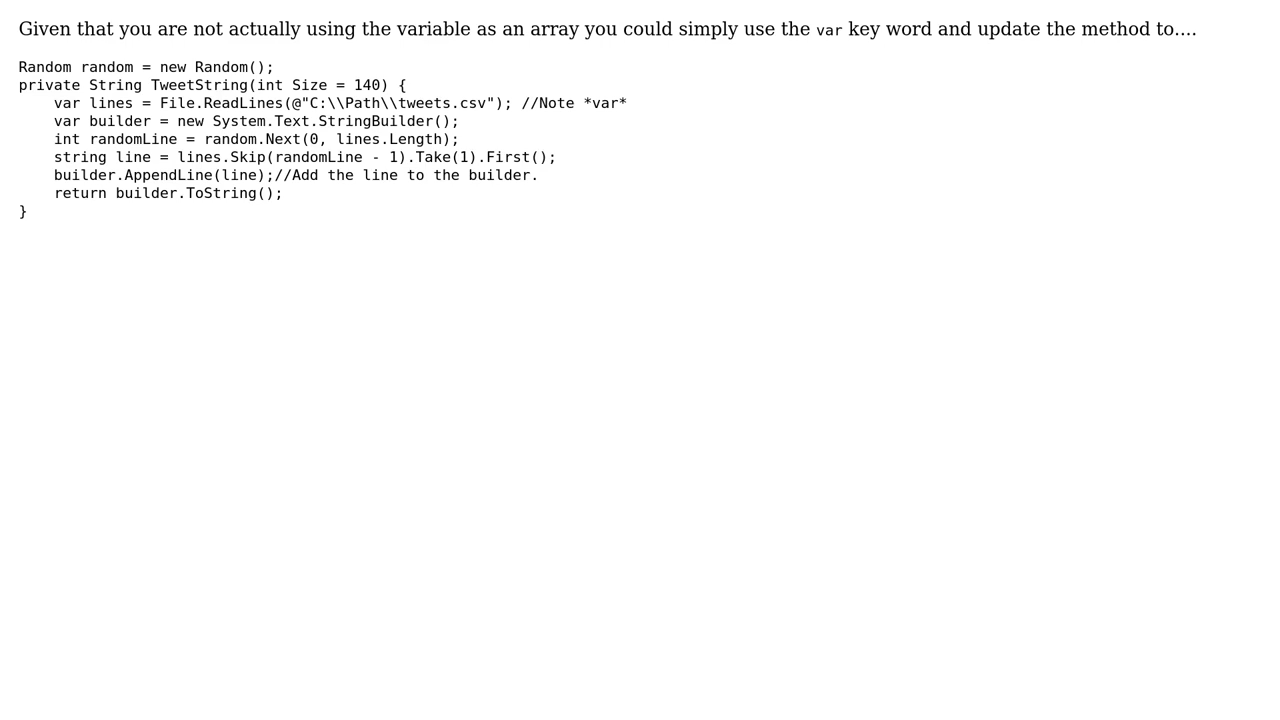 Given that you are not actually using the variable as an array you could simply use the var key word and update the method to....
Random random = new Random();
private String TweetString(int Size = 140) {
    var lines = File.ReadLines(@"C:\\Path\\tweets.csv"); //Note *var*
    var builder = new System.Text.StringBuilder();
    int randomLine = random.Next(0, lines.Length);
    string line = lines.Skip(randomLine - 1).Take(1).First();
    builder.AppendLine(line);//Add the line to the builder.
    return builder.ToString();
}